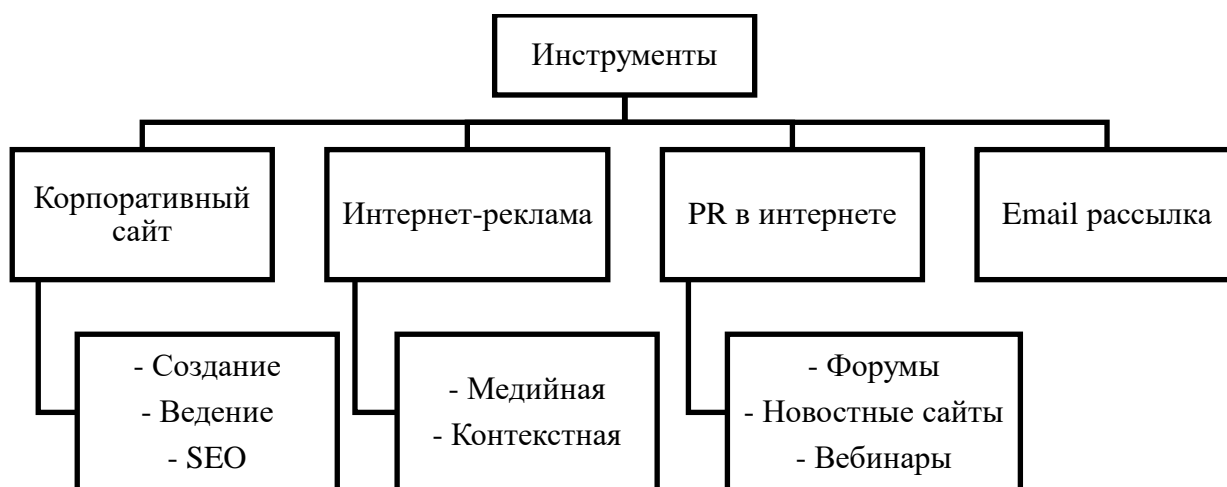 Инструменты
Корпоративный
сайт
Интернет-реклама
PR в интернете
Email рассылка
- Создание
- Ведение
- SEO
- Медийная
- Контекстная
- Форумы
- Новостные сайты
- Вебинары